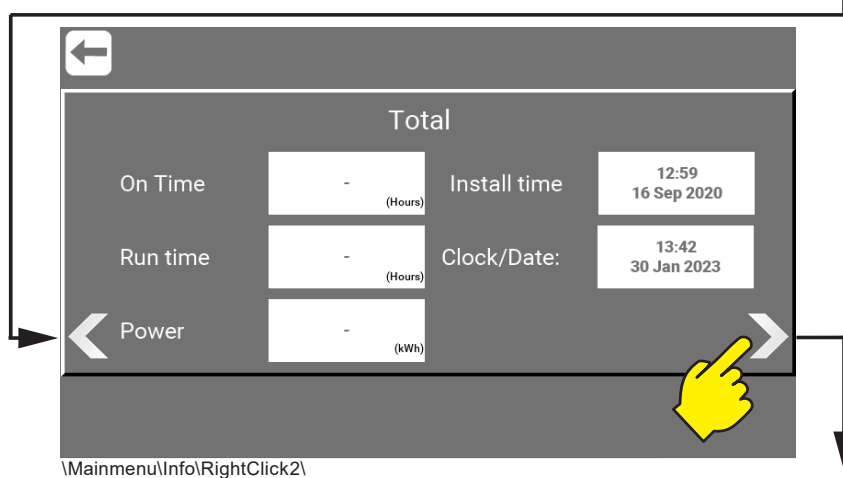 Total
On Time
-
(Hours)
Install time
12:59
16 Sep 2020
Run time
-
(Hours)
Clock/Date:
13:42
30 Jan 2023
Power
-
(kWh)
\Mainmenu\Info\RightClick2\